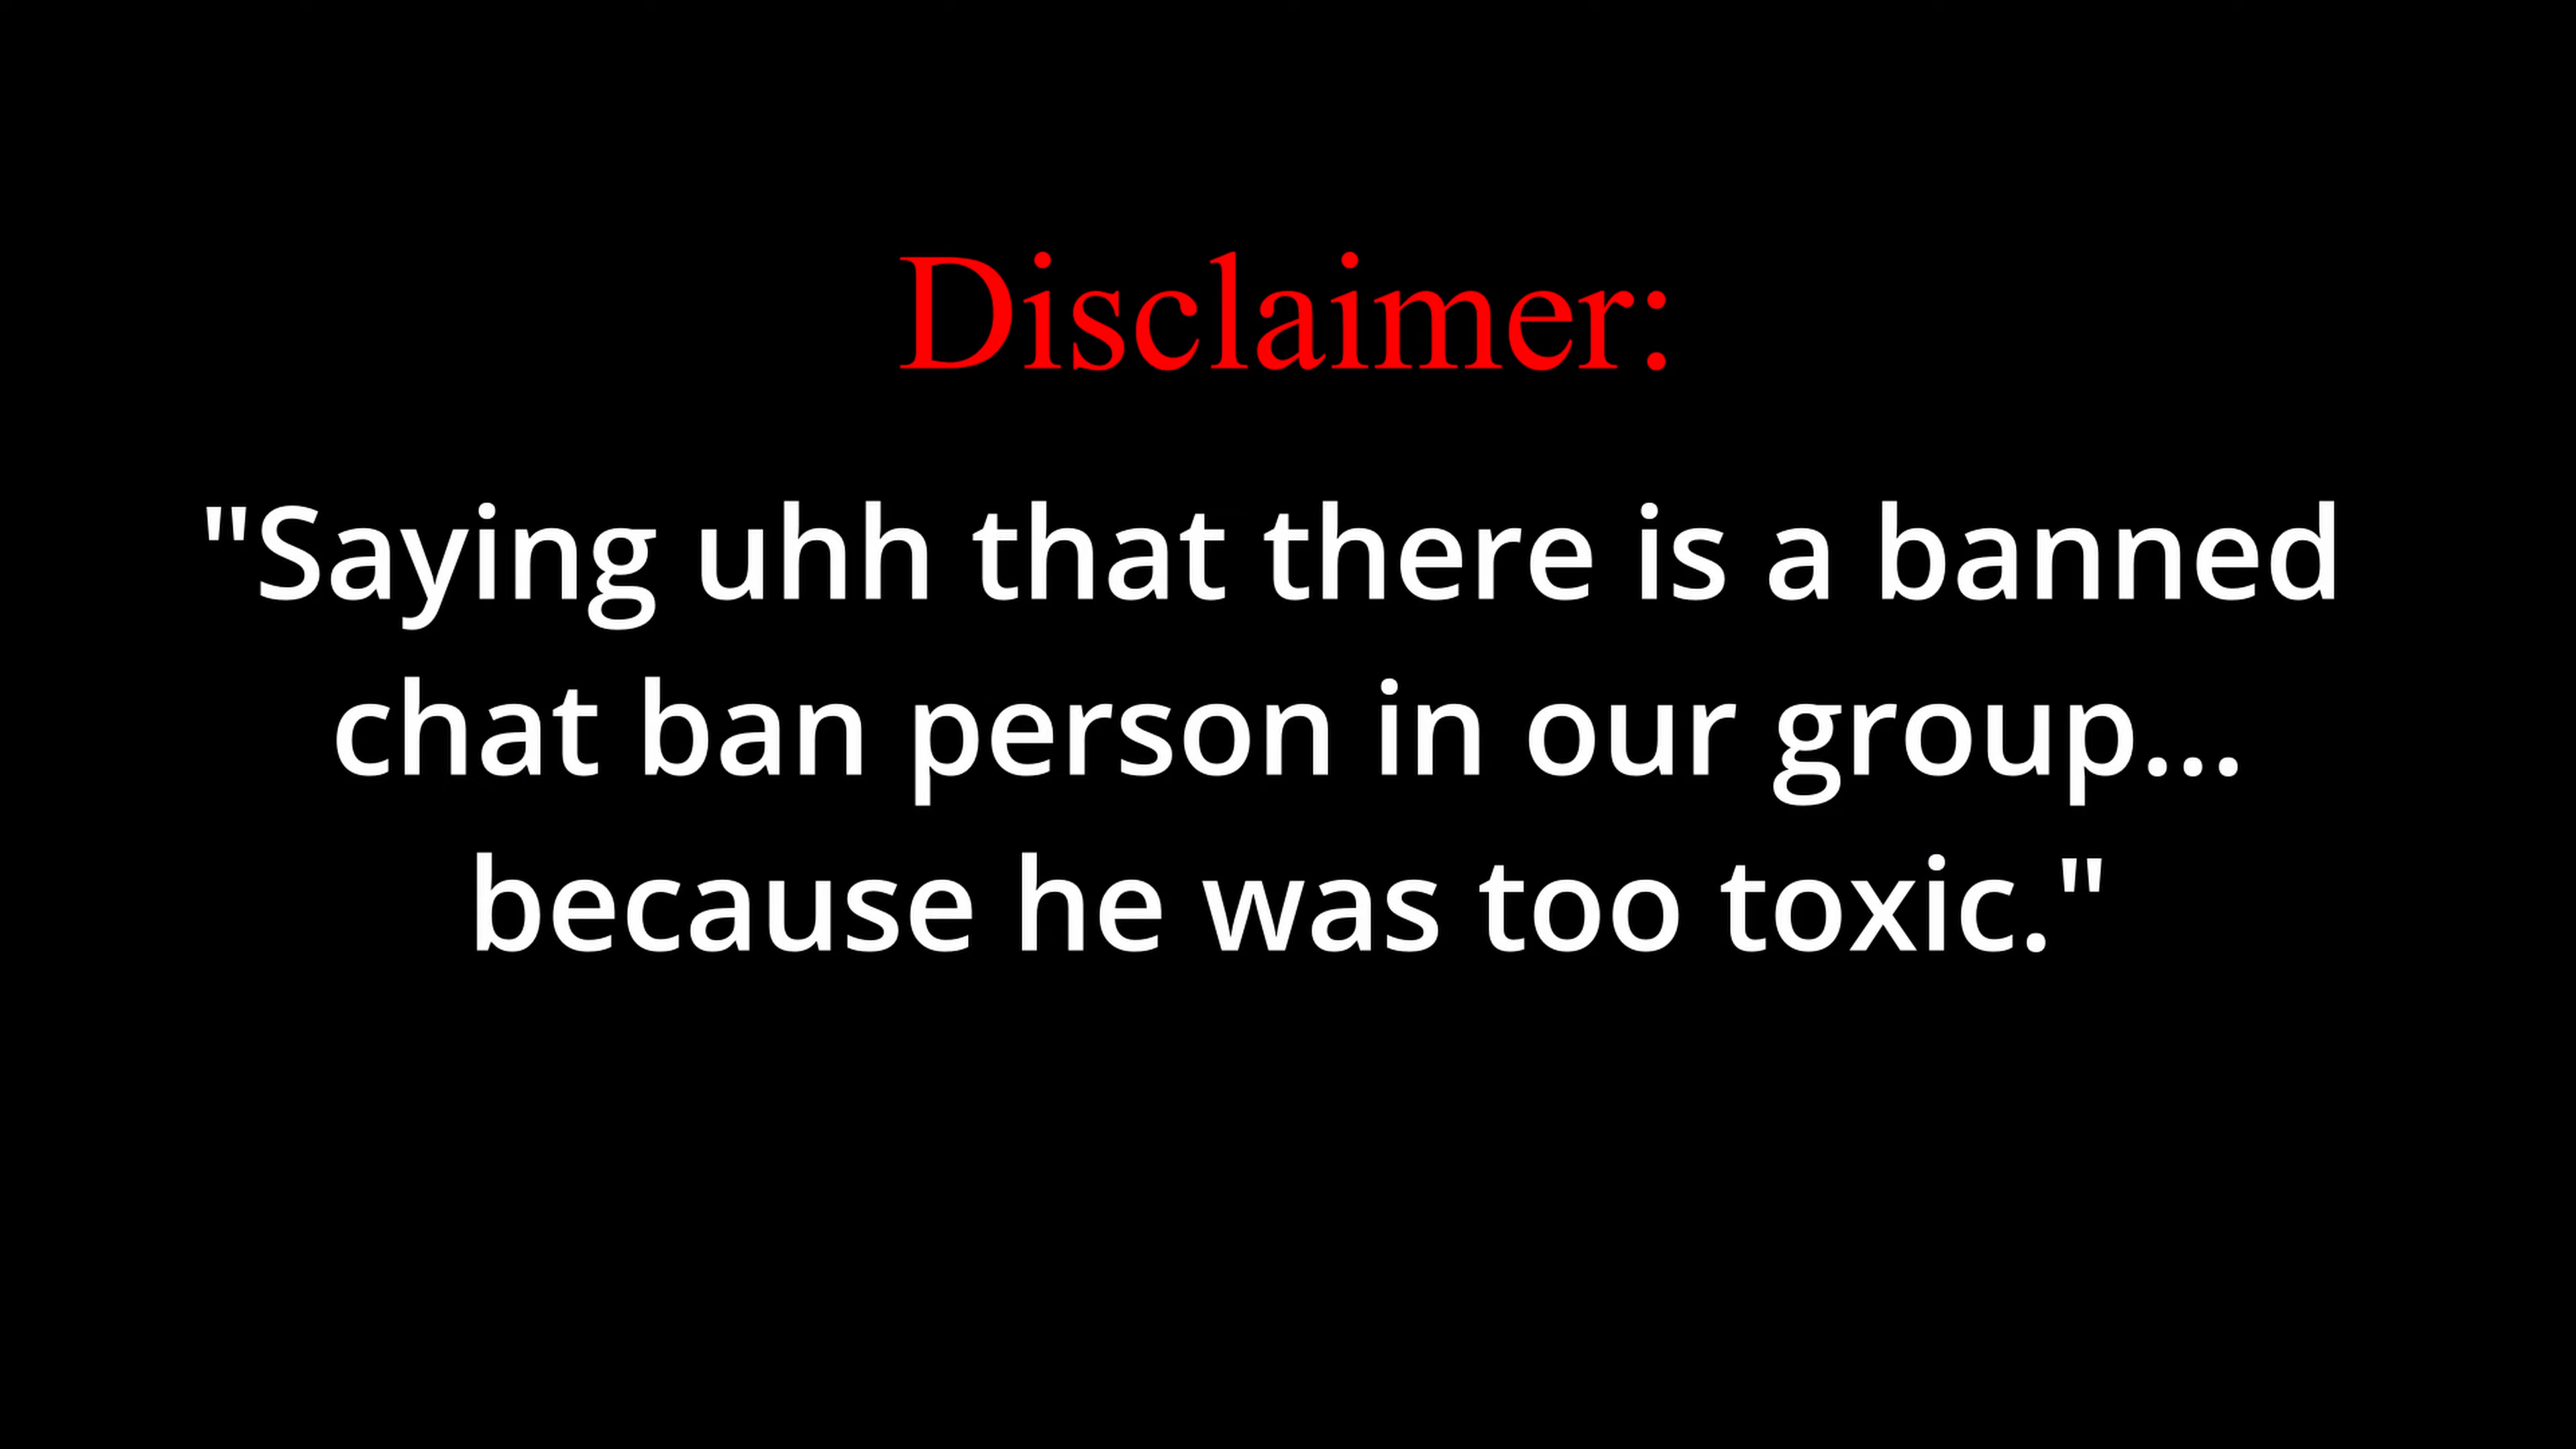 Disclaimer:
"Saying uhh that there is a banned
chat ban person in our group...
because he was too toxic."